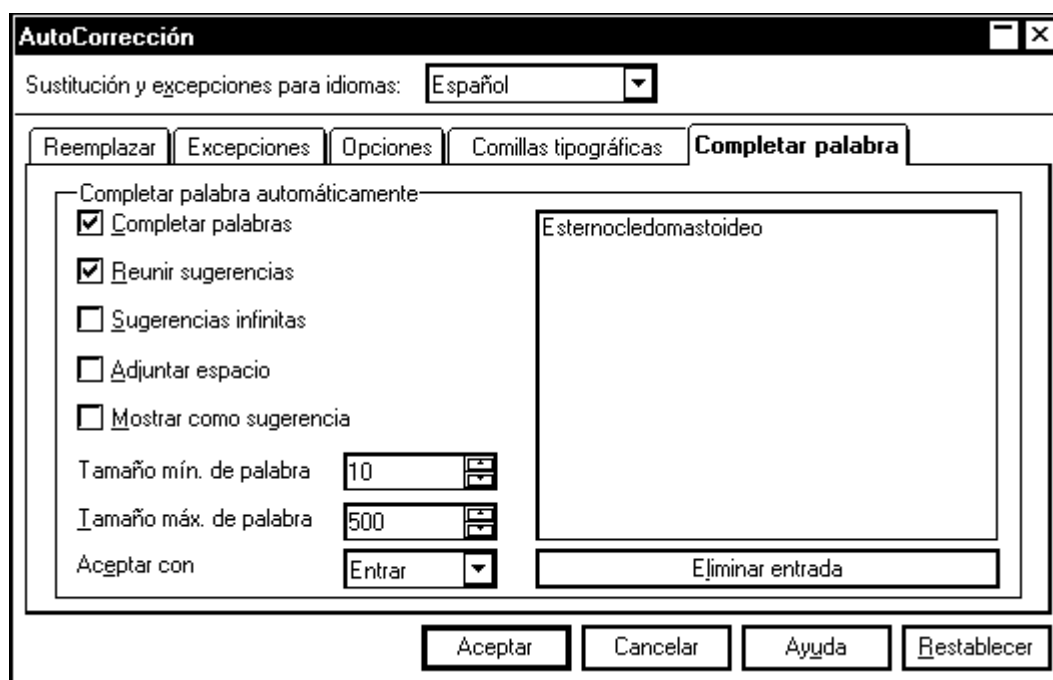 AutoCorrección
Sustitución y excepciones para idiomas: Español
Reemplazar Excepciones Opciones Comillas tipográficas Completar palabra
Completar palabra automáticamente
Completar palabras
Reunir sugerencias
Sugerencias infinitas
Adjuntar espacio
Mostrar como sugerencia
Tamaño mín. de palabra 10
Tamaño máx. de palabra 500
Aceptar con Entrar
Esternocledomastoideo
Eliminar entrada
Aceptar Cancelar Ayuda Restablecer